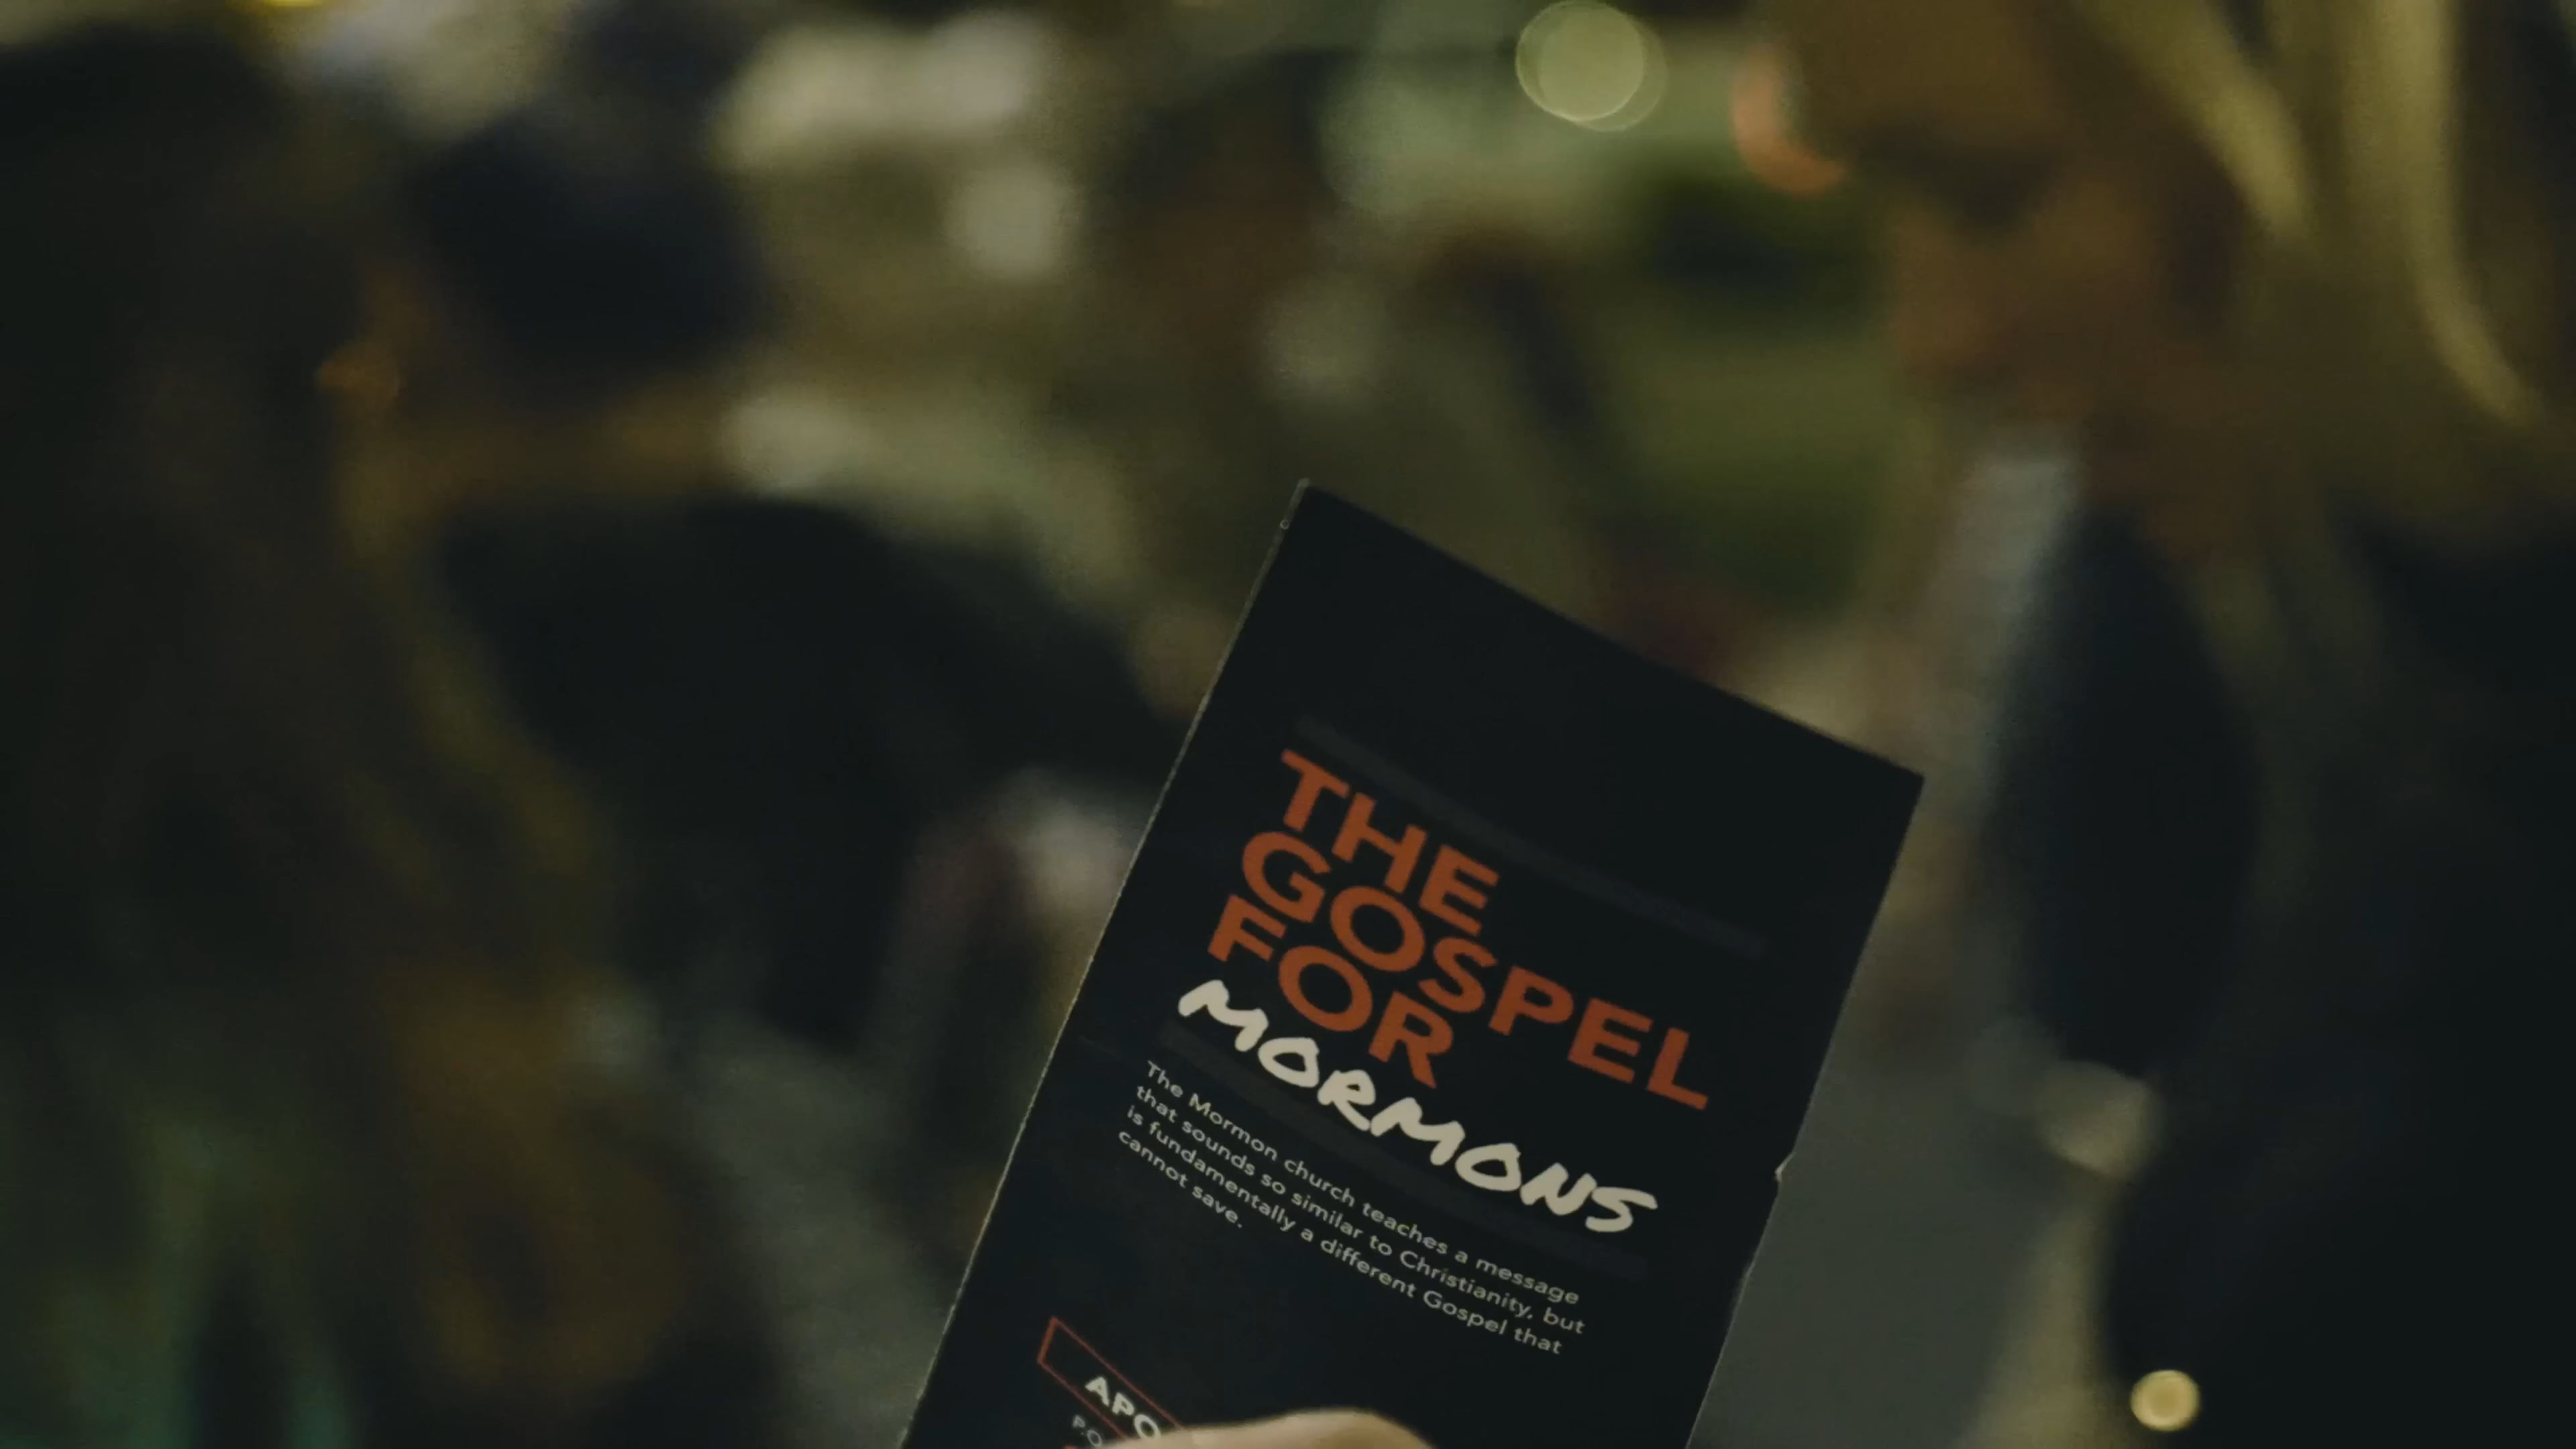 THE
GOSPEL
FOR
MORMONS
The Mormon church teaches a message
that sounds so similar to Christianity, but
is fundamentally a different Gospel that
cannot save.
APO
P.O